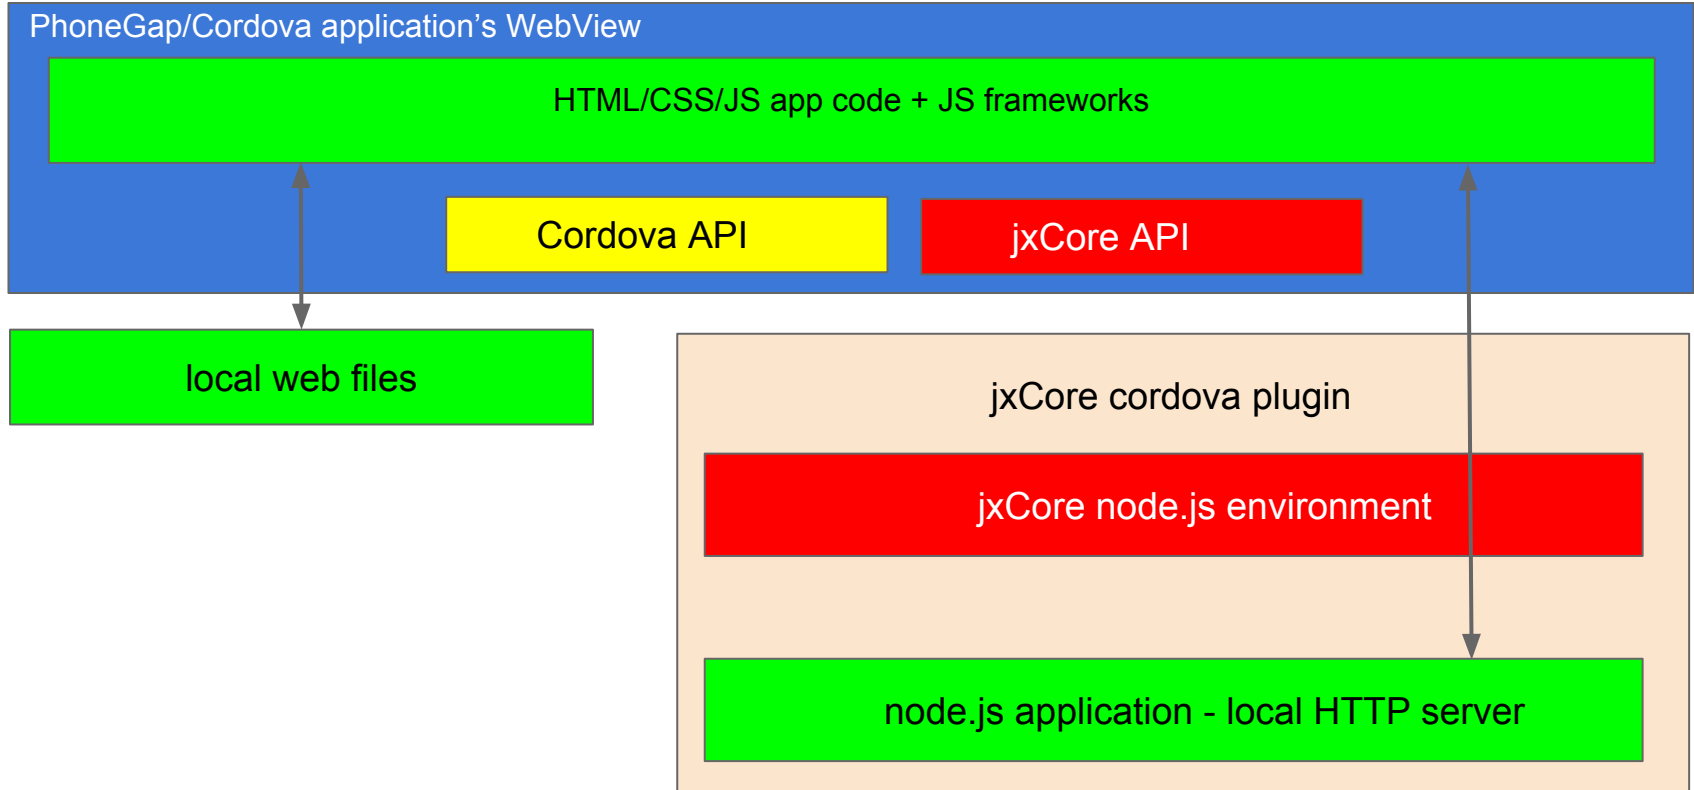 PhoneGap/Cordova application’s WebView
HTML/CSS/JS app code + JS frameworks
Cordova API
jxCore API
local web files
jxCore cordova plugin
jxCore node.js environment
node.js application - local HTTP server